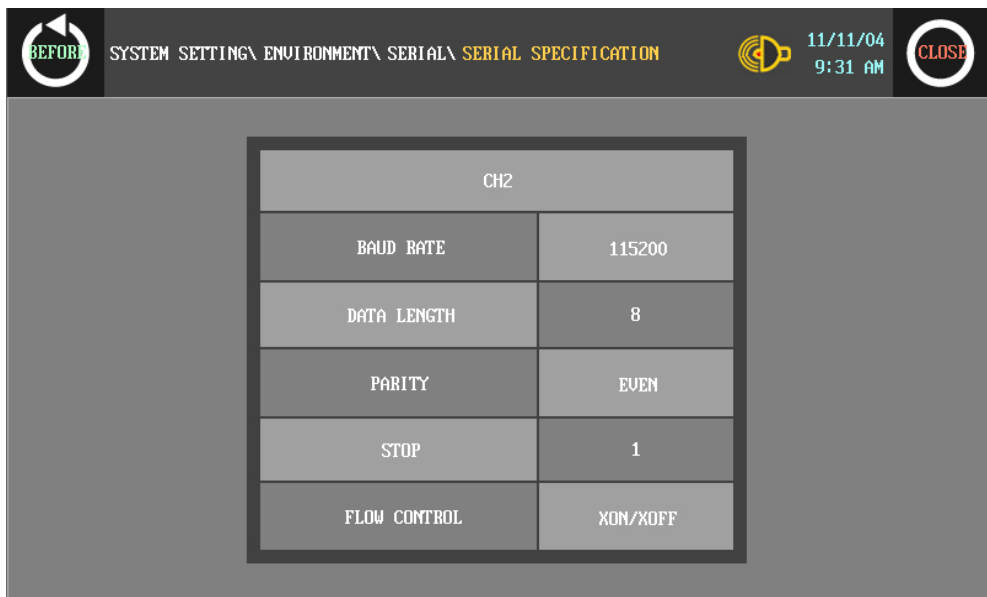 BEFORE
SYSTEM SETTING\ ENVIRONMENT\ SERIAL\ SERIAL SPECIFICATION
11/11/04
9:31 AM
CLOSE
CH2
BAUD RATE 115200
DATA LENGTH 8
PARITY EVEN
STOP 1
FLOW CONTROL XON/XOFF